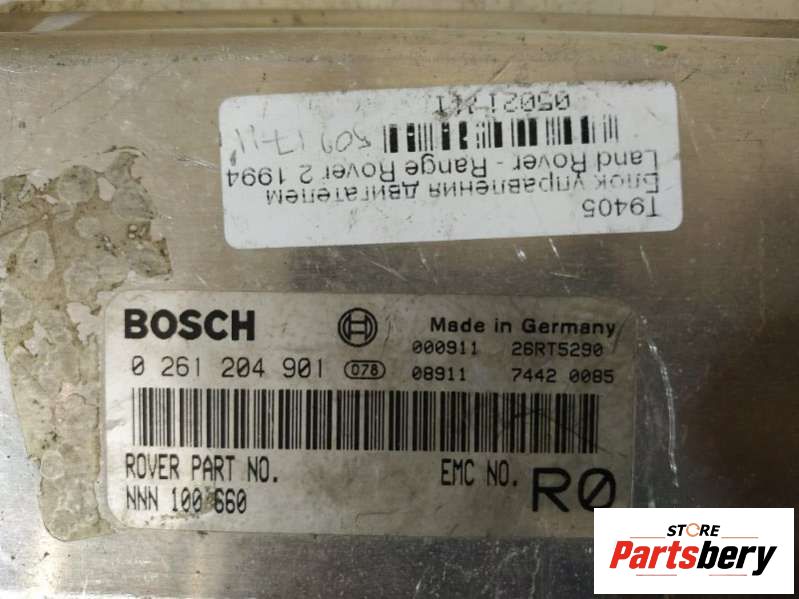 T9405
Блок управления двигателем
Land Rover - Range Rover 2 1994
BOSCH
Made in Germany
0 261 204 901
078
000911 26RT5290
08911 7442 0085
ROVER PART NO.
NNN 100 660
EMC NO.
R0
STORE
Partsbery